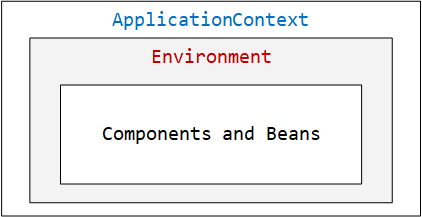 ApplicationContext
Environment
Components and Beans